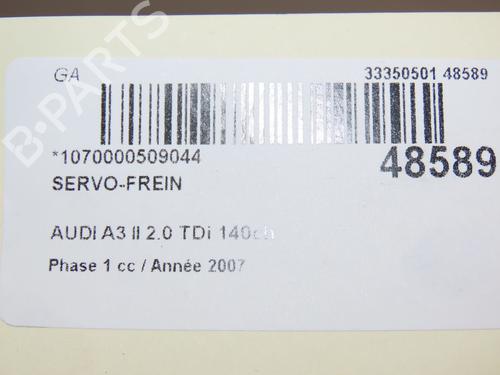 GA 33350501 48589
*1070000509044 48589
SERVO-FREIN
AUDI A3 II 2.0 TDi 140ch
Phase 1 cc / Année 2007
B-PARTS